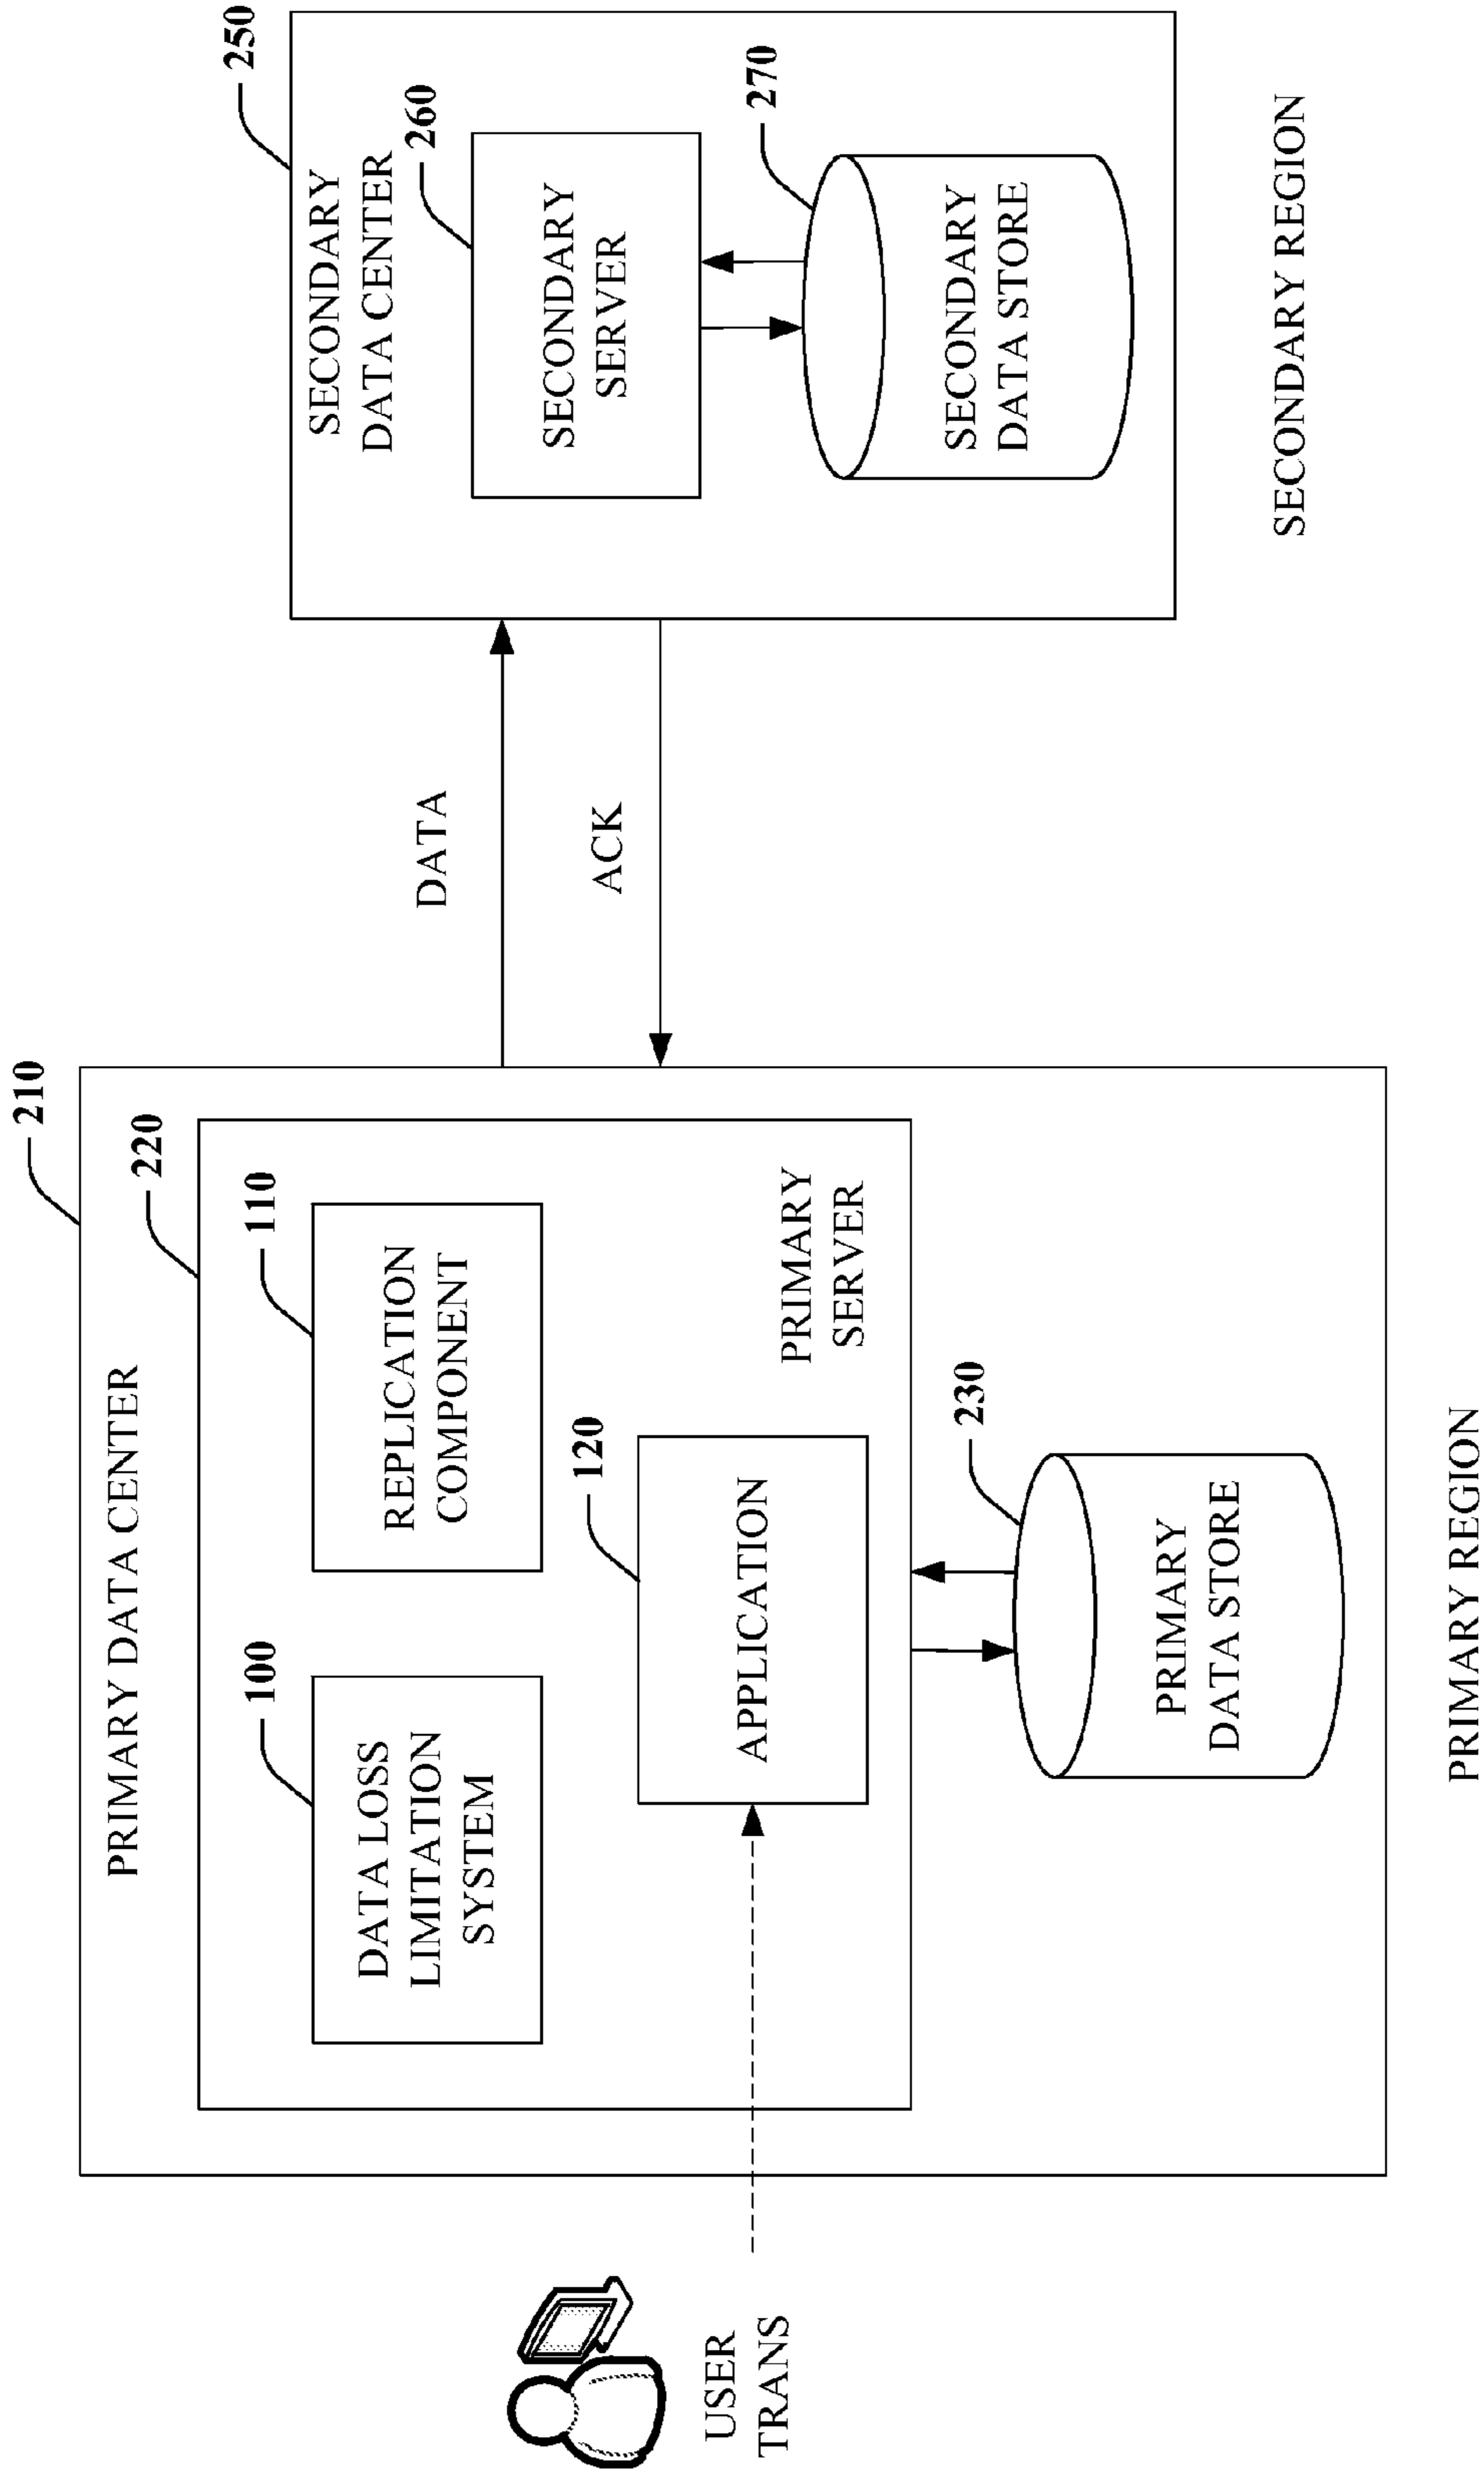 210
PRIMARY DATA CENTER
220
100
DATA LOSS
LIMITATION
SYSTEM
110
REPLICATION
COMPONENT
120
APPLICATION
PRIMARY
SERVER
230
PRIMARY
DATA STORE
PRIMARY REGION
USER
TRANS
DATA
ACK
250
SECONDARY
DATA CENTER
260
SECONDARY
SERVER
270
SECONDARY
DATA STORE
SECONDARY REGION